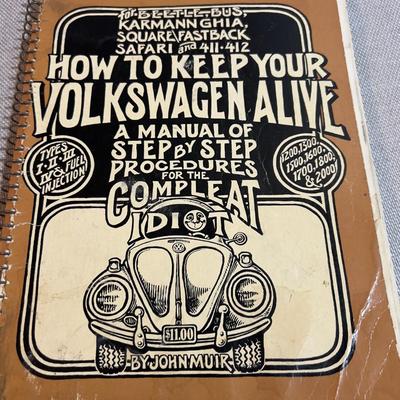 for BEETLE, BUS,
KARMANN GHIA,
SQUARE/FASTBACK
SAFARI and 411-412
HOW TO KEEP YOUR
VOLKSWAGEN ALIVE
A MANUAL OF
STEP BY STEP
PROCEDURES
FOR THE
COMPLEAT
IDIOT
TYPES
I-II-III
IV & FUEL
INJECTION
1200, 1300,
1500, 1600,
1700, 1800,
& 2000
VW
$11.00
BY JOHN MUIR